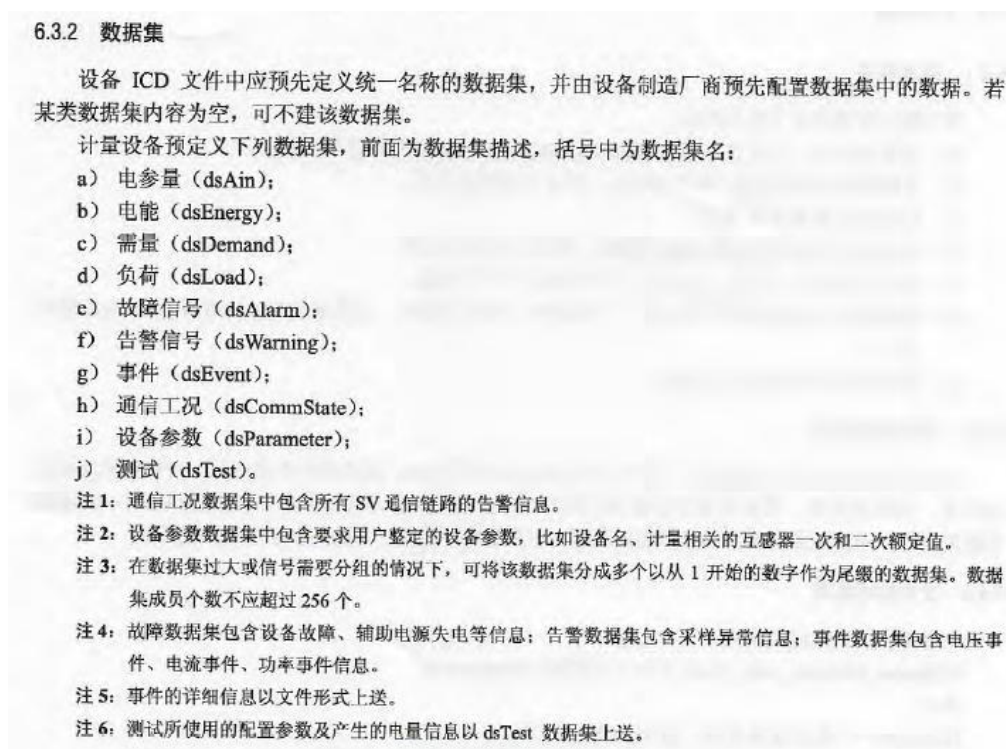 6.3.2 数据集
设备 ICD 文件中应预先定义统一名称的数据集，并由设备制造厂商预先配置数据集中的数据。若
某类数据集内容为空，可不建该数据集。
计量设备预定义下列数据集，前面为数据集描述，括号中为数据集名：
a） 电参量（dsAin）；
b） 电能（dsEnergy）；
c） 需量（dsDemand）；
d） 负荷（dsLoad）；
e） 故障信号（dsAlarm）；
f） 告警信号（dsWarning）；
g） 事件（dsEvent）；
h） 通信工况（dsCommState）；
i） 设备参数（dsParameter）；
j） 测试（dsTest）。
注 1：通信工况数据集中包含所有 SV 通信链路的告警信息。
注 2：设备参数数据集中包含要求用户整定的设备参数，比如设备名、计量相关的互感器一次和二次额定值。
注 3：在数据集过大或信号需要分组的情况下，可将该数据集分成多个以从 1 开始的数字作为尾缀的数据集。数据
集成员个数不应超过 256 个。
注 4：故障数据集包含设备故障、辅助电源失电等信息；告警数据集包含采样异常信息；事件数据集包含电压事
件、电流事件、功率事件信息。
注 5：事件的详细信息以文件形式上送。
注 6：测试所使用的配置参数及产生的电量信息以 dsTest 数据集上送。